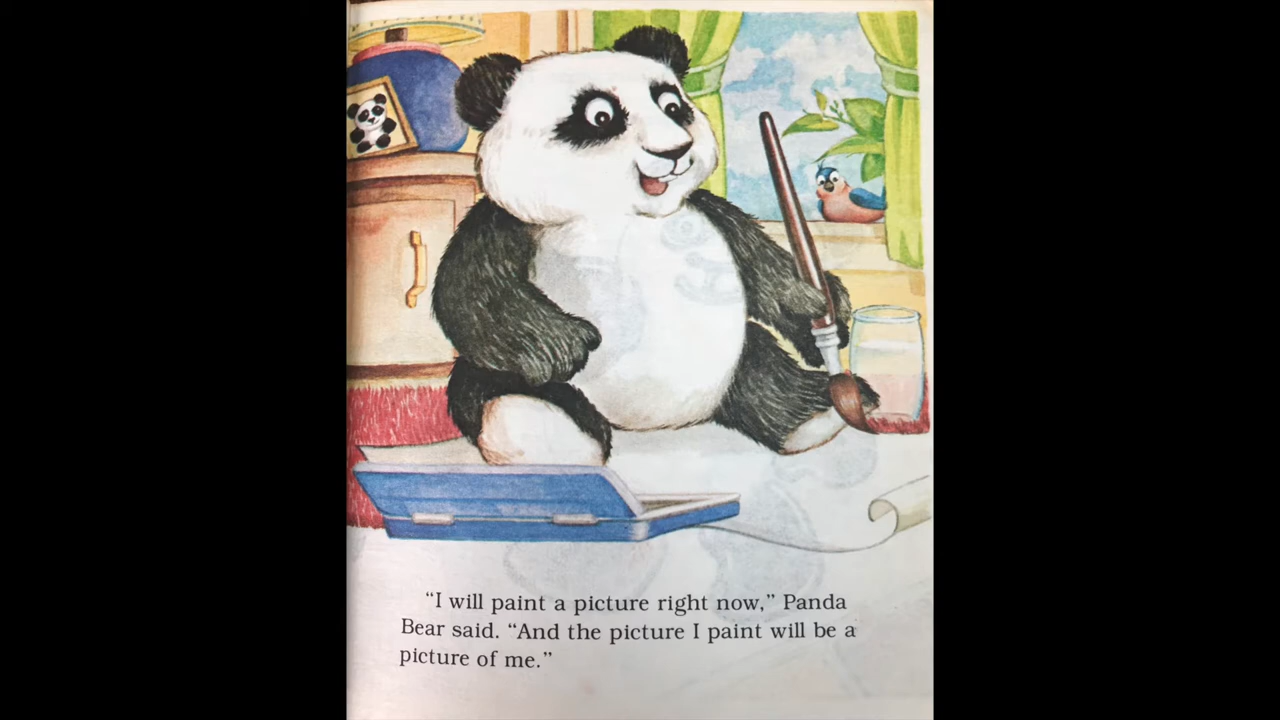 “I will paint a picture right now,” Panda
Bear said. “And the picture I paint will be a
picture of me.”